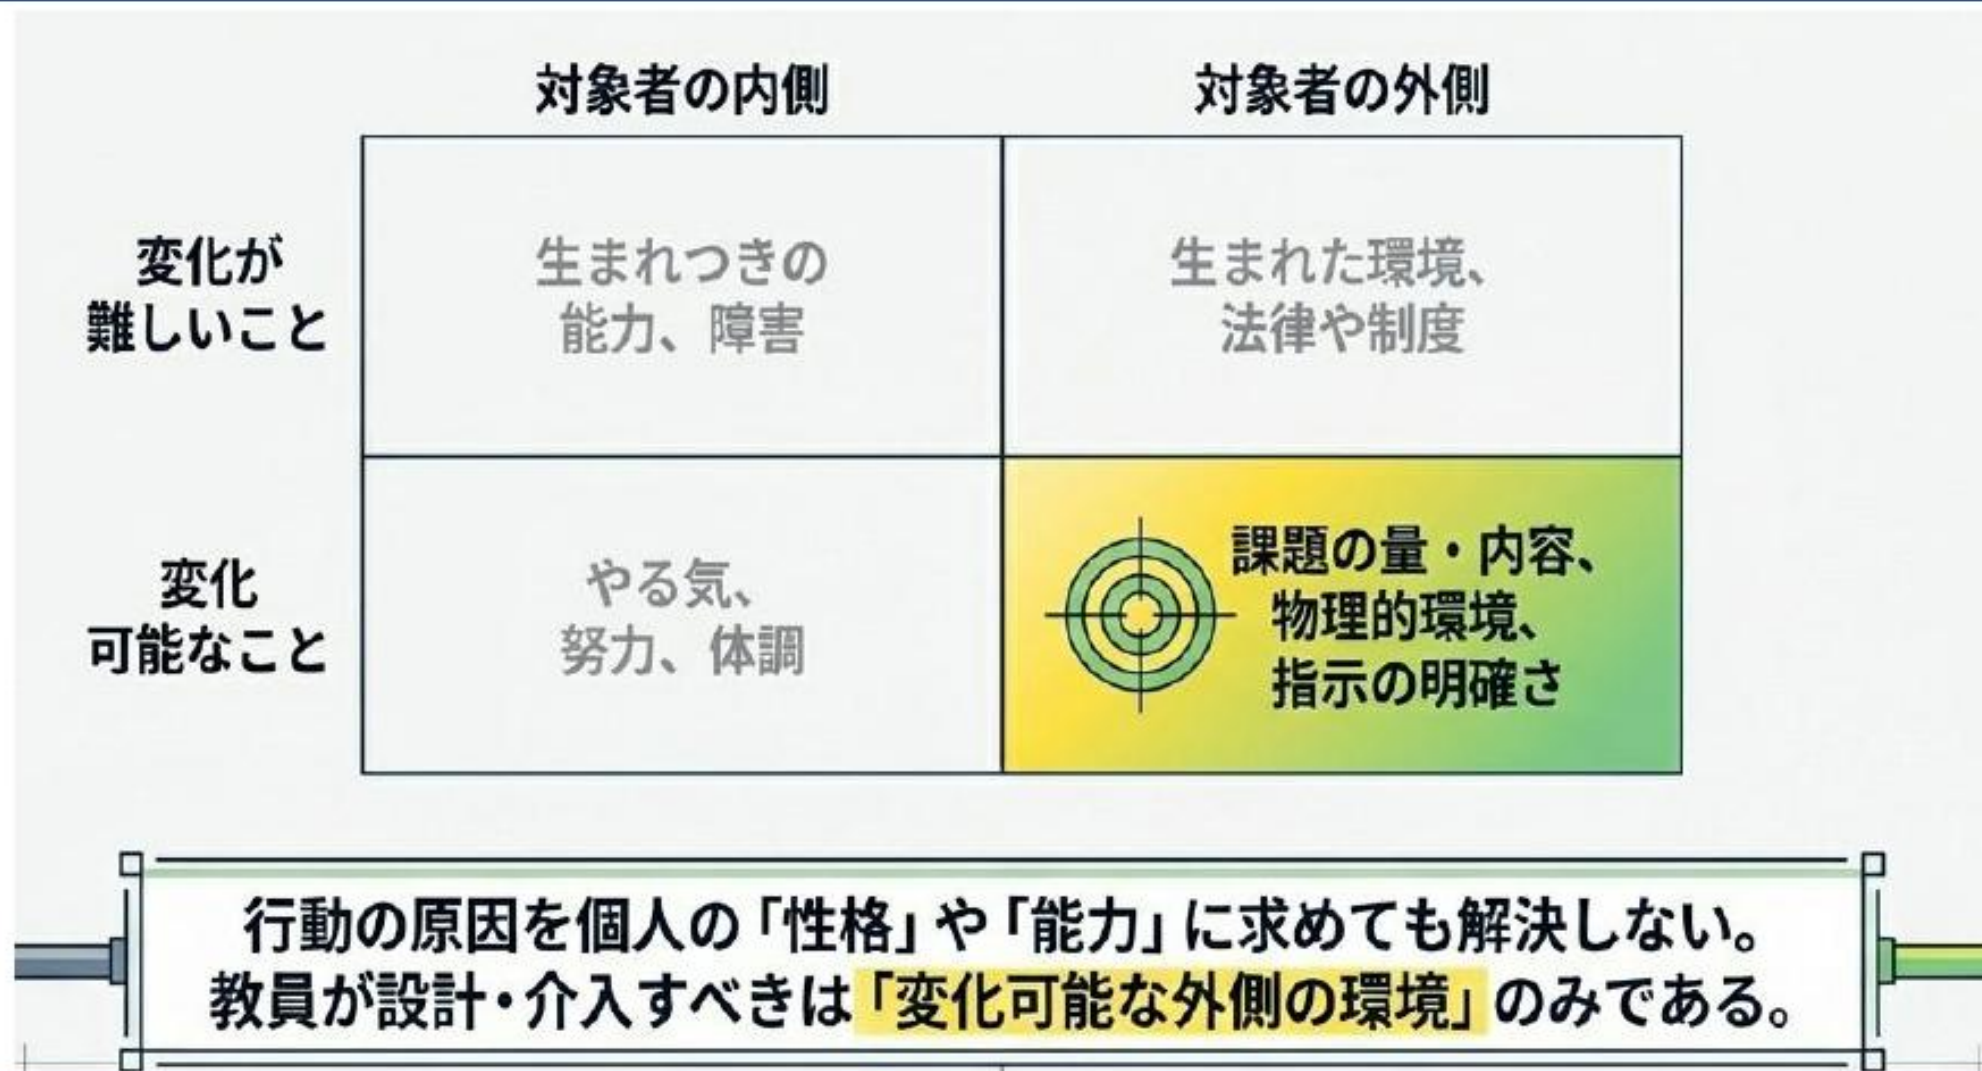 対象者の内側
対象者の外側
変化が
難しいこと
生まれつきの
能力、障害
生まれた環境、
法律や制度
変化
可能なこと
やる気、
努力、体調
課題の量・内容、
物理的環境、
指示の明確さ
行動の原因を個人の「性格」や「能力」に求めても解決しない。
教員が設計・介入すべきは「変化可能な外側の環境」のみである。